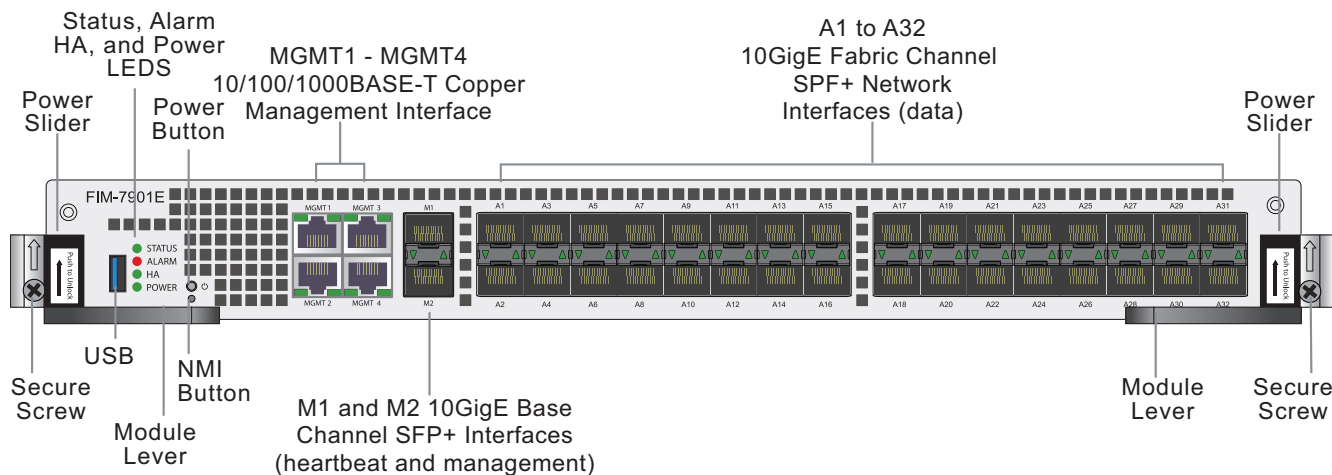 Status, Alarm
HA, and Power
LEDS
MGMT1 - MGMT4
10/100/1000BASE-T Copper
Management Interface
A1 to A32
10GigE Fabric Channel
SPF+ Network
Interfaces (data)
Power
Slider
Power
Button
Power
Slider
FIM-7901E
MGMT 1 MGMT 3
M1
A1 A3 A5 A7 A9 A11 A13 A15
A17 A19 A21 A23 A25 A27 A29 A31
STATUS
ALARM
HA
POWER
Push to Unlock
Push to Unlock
MGMT 2 MGMT 4
M2
A2 A4 A6 A8 A10 A12 A14 A16
A18 A20 A22 A24 A26 A28 A30 A32
USB
NMI
Button
Secure
Screw
Module
Lever
M1 and M2 10GigE Base
Channel SFP+ Interfaces
(heartbeat and management)
Module
Lever
Secure
Screw